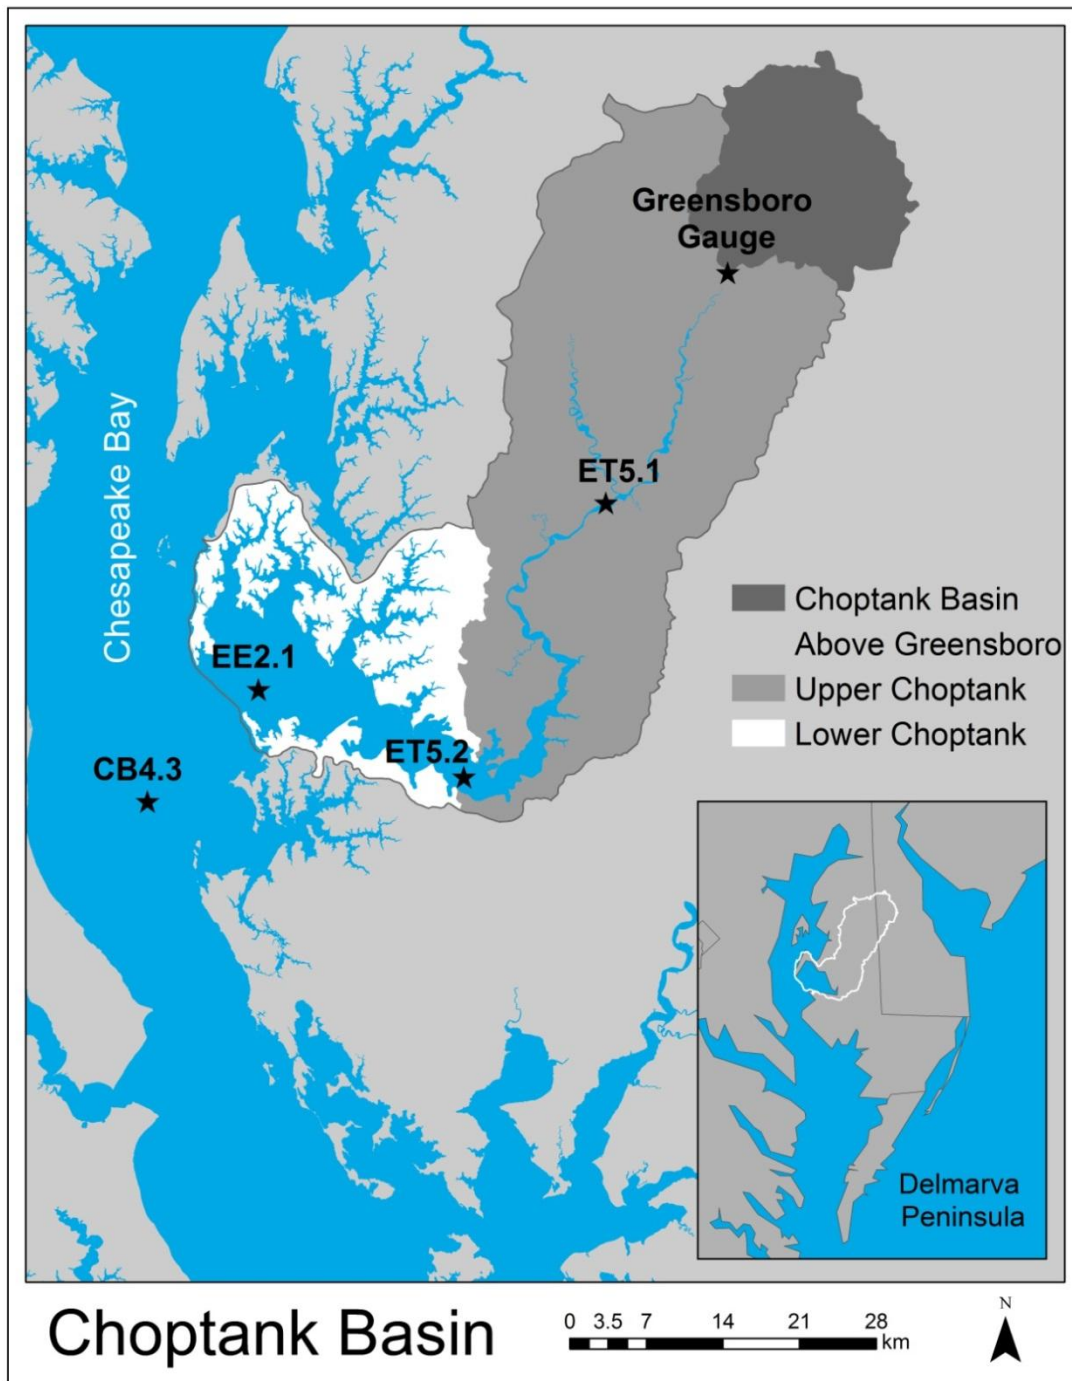 Greensboro
Gauge
Chesapeake Bay
ET5.1
EE2.1
ET5.2
CB4.3
Choptank Basin
Above Greensboro
Upper Choptank
Lower Choptank
Delmarva
Peninsula
Choptank Basin
0 3.5 7 14 21 28
km
N